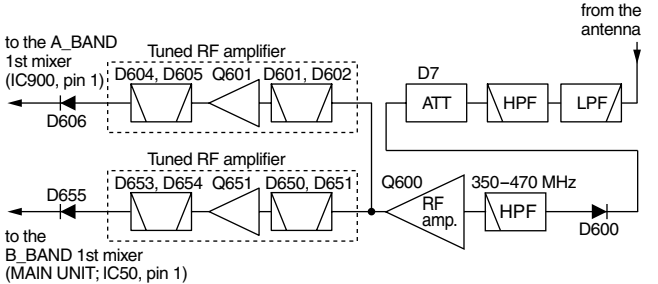 from the
antenna
to the A_BAND
1st mixer
(IC900, pin 1)
Tuned RF amplifier
D604, D605
Q601
D601, D602
D7
ATT
HPF
LPF
D606
Tuned RF amplifier
D655
D653, D654
Q651
D650, D651
Q600
350–470 MHz
RF
amp.
HPF
D600
to the
B_BAND 1st mixer
(MAIN UNIT; IC50, pin 1)